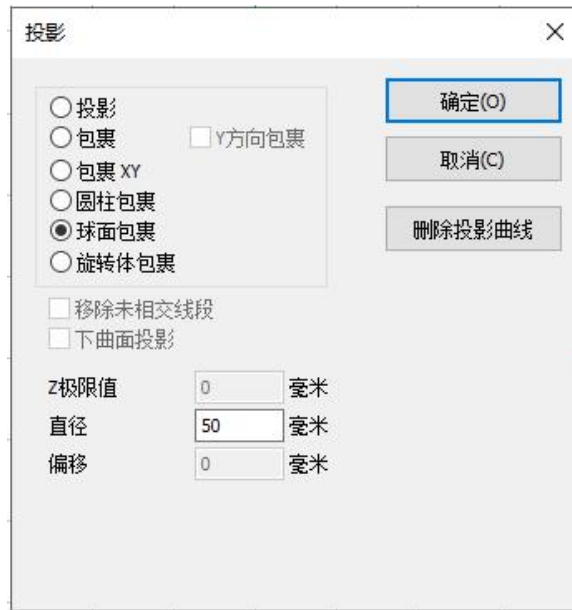 投影
投影
包裹
Y方向包裹
包裹 XY
圆柱包裹
球面包裹
旋转体包裹
移除未相交线段
下曲面投影
Z极限值 0 毫米
直径 50 毫米
偏移 0 毫米
确定(O)
取消(C)
删除投影曲线